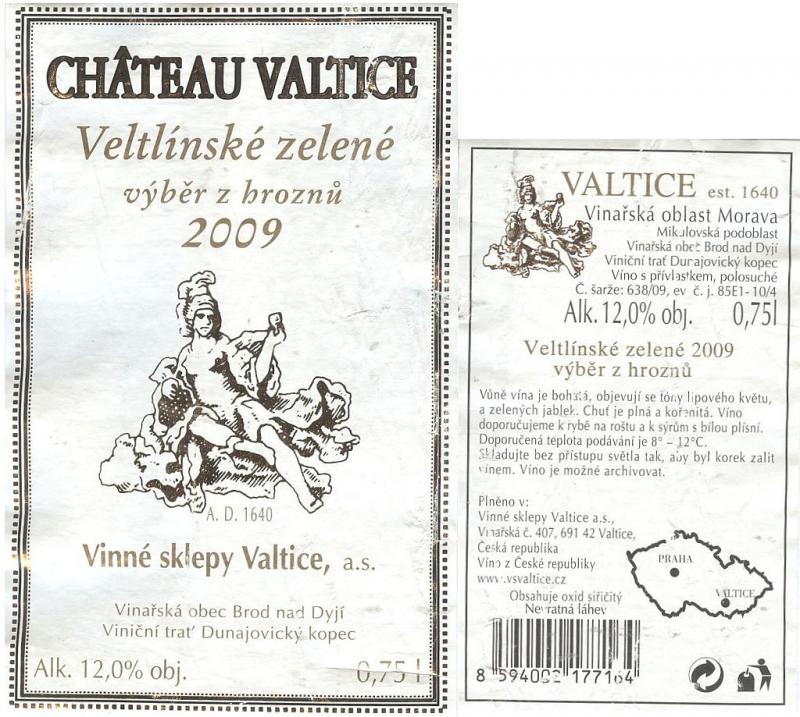 CHÂTEAU VALTICE
Veltlínské zelené
výběr z hroznů
2009
A. D. 1640
Vinné sklepy Valtice, a.s.
Vinařská obec Brod nad Dyjí
Viniční trať Dunajovický kopec
Alk. 12,0% obj. 0,75 l
VALTICE est. 1640
Vinařská oblast Morava
Mikulovská podoblast
Vinařská obec Brod nad Dyjí
Viniční trať Dunajovický kopec
Víno s přívlastkem, polosuché
Č. šarže: 638/09, ev č. j. 85E1-10/4
Alk. 12,0% obj. 0,75l
Veltlínské zelené 2009
výběr z hroznů
Vůně vína je bohatá, objevují se tóny lipového květu,
a zelených jablek. Chuť je plná a kořenitá. Víno
doporučujeme k rybě na roštu a k sýrům s bílou plísní.
Doporučená teplota podávání je 8° – 12°C.
Skladujte bez přístupu světla tak, aby byl korek zalit
vínem. Víno je možné archivovat.
Plněno v:
Vinné sklepy Valtice a.s.,
Vinařská č. 407, 691 42 Valtice,
Česká republika
Víno z České republiky
www.vsvaltice.cz
PRAHA
VALTICE
Obsahuje oxid siřičitý
Nevratná láhev
8 594002 177164